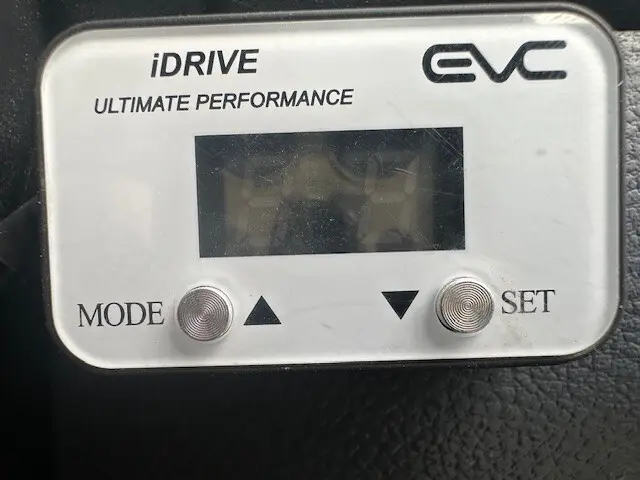 iDRIVE
EVC
ULTIMATE PERFORMANCE
MODE ▲ ▼ SET